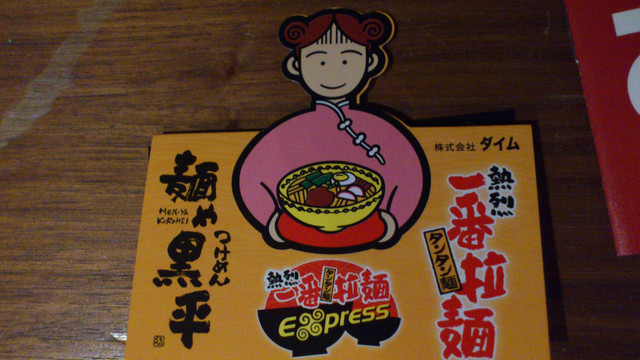 株式会社 ダイム
麺や黒平
MEN-YA
KUROHEI
つけめん
熱烈
一番拉麺
タンタン麺
熱烈
一番拉麺
タンタン麺
Express